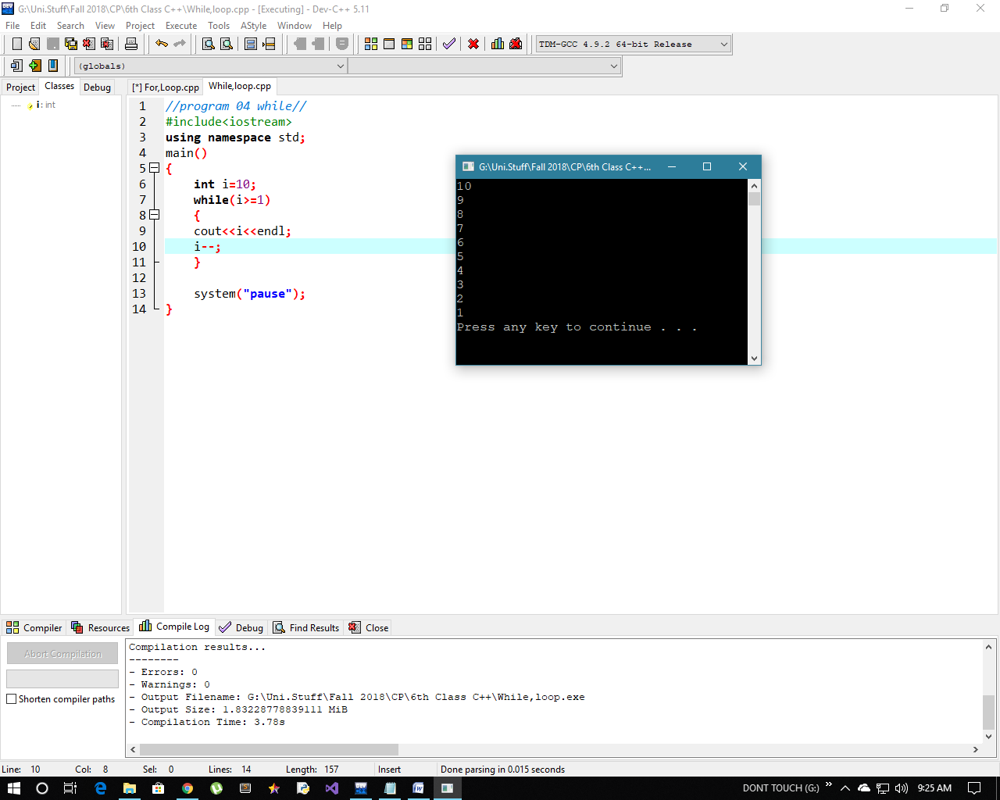 G:\Uni.Stuff\Fall 2018\CP\6th Class C++\While,loop.cpp - [Executing] - Dev-C++ 5.11
File Edit Search View Project Execute Tools AStyle Window Help
TDM-GCC 4.9.2 64-bit Release
(globals)
Project Classes Debug
[*] For,Loop.cpp While,loop.cpp
i : int
1 //program 04 while//
2 #include<iostream>
3 using namespace std;
4 main()
5 {
6 int i=10;
7 while(i>=1)
8 {
9 cout<<i<<endl;
10 i--;
11 }
12
13 system("pause");
14 }
G:\Uni.Stuff\Fall 2018\CP\6th Class C++...
10
9
8
7
6
5
4
3
2
1
Press any key to continue . . .
Compiler Resources Compile Log Debug Find Results Close
Abort Compilation
Shorten compiler paths
Compilation results...
--------
- Errors: 0
- Warnings: 0
- Output Filename: G:\Uni.Stuff\Fall 2018\CP\6th Class C++\While,loop.exe
- Output Size: 1.83228778839111 MiB
- Compilation Time: 3.78s
Line: 10 Col: 8 Sel: 0 Lines: 14 Length: 157 Insert Done parsing in 0.015 seconds
DONT TOUCH (G:) 9:25 AM